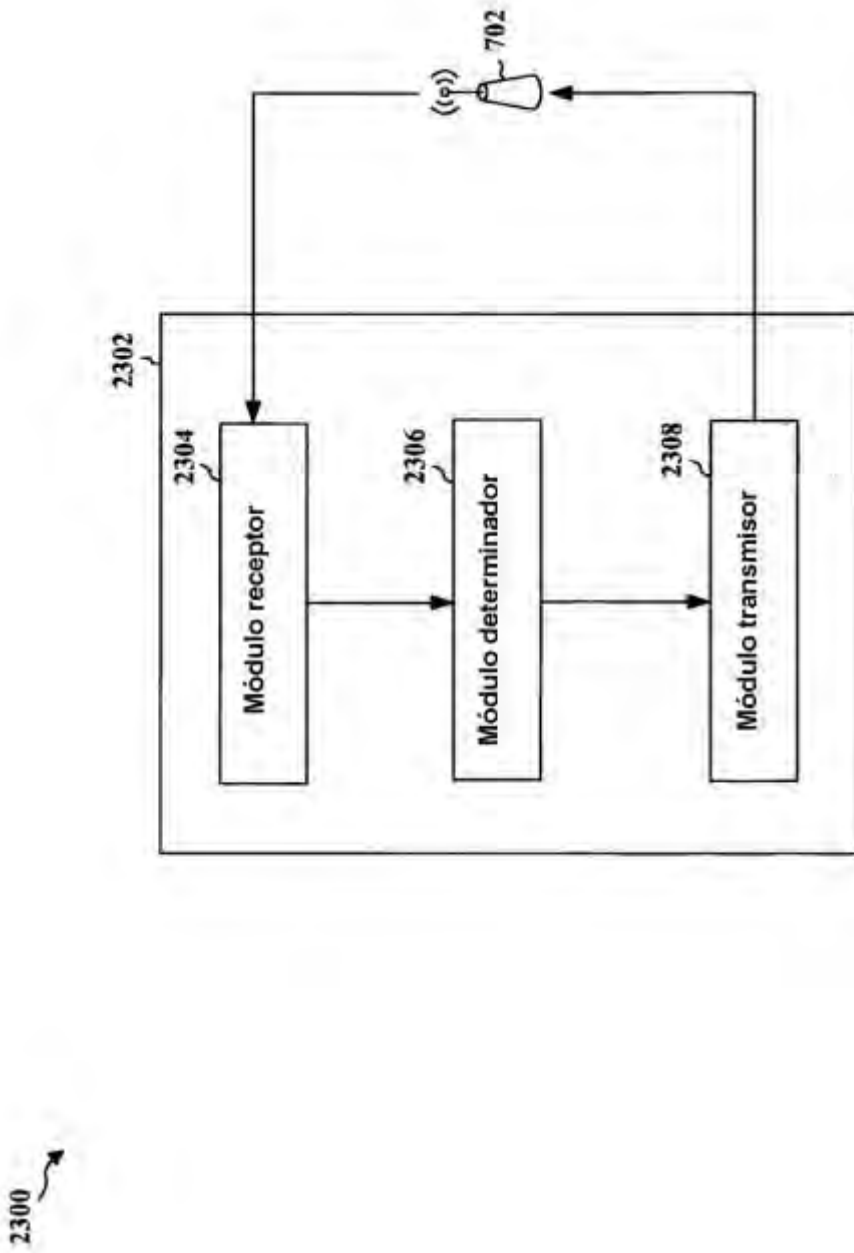 2300
2302
2304
Módulo receptor
2306
Módulo determinador
2308
Módulo transmisor
702